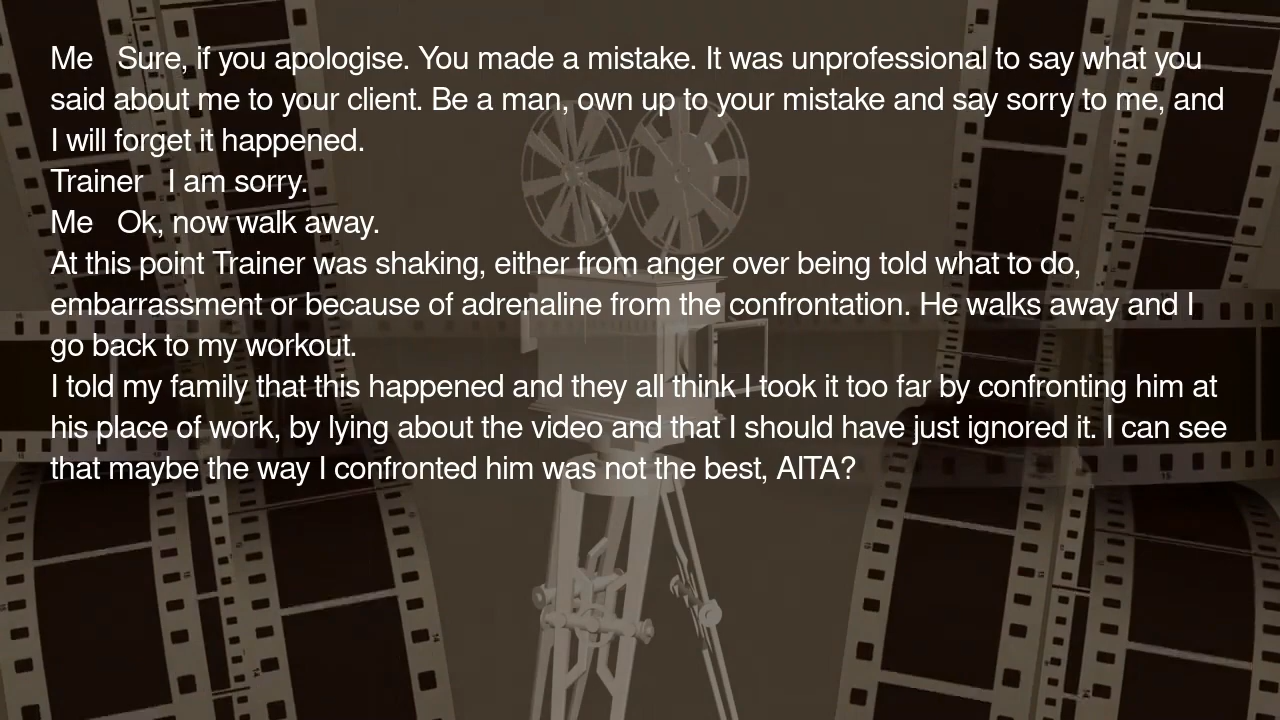 Me   Sure, if you apologise. You made a mistake. It was unprofessional to say what you
said about me to your client. Be a man, own up to your mistake and say sorry to me, and
I will forget it happened.
Trainer   I am sorry.
Me   Ok, now walk away.
At this point Trainer was shaking, either from anger over being told what to do,
embarrassment or because of adrenaline from the confrontation. He walks away and I
go back to my workout.
I told my family that this happened and they all think I took it too far by confronting him at
his place of work, by lying about the video and that I should have just ignored it. I can see
that maybe the way I confronted him was not the best, AITA?